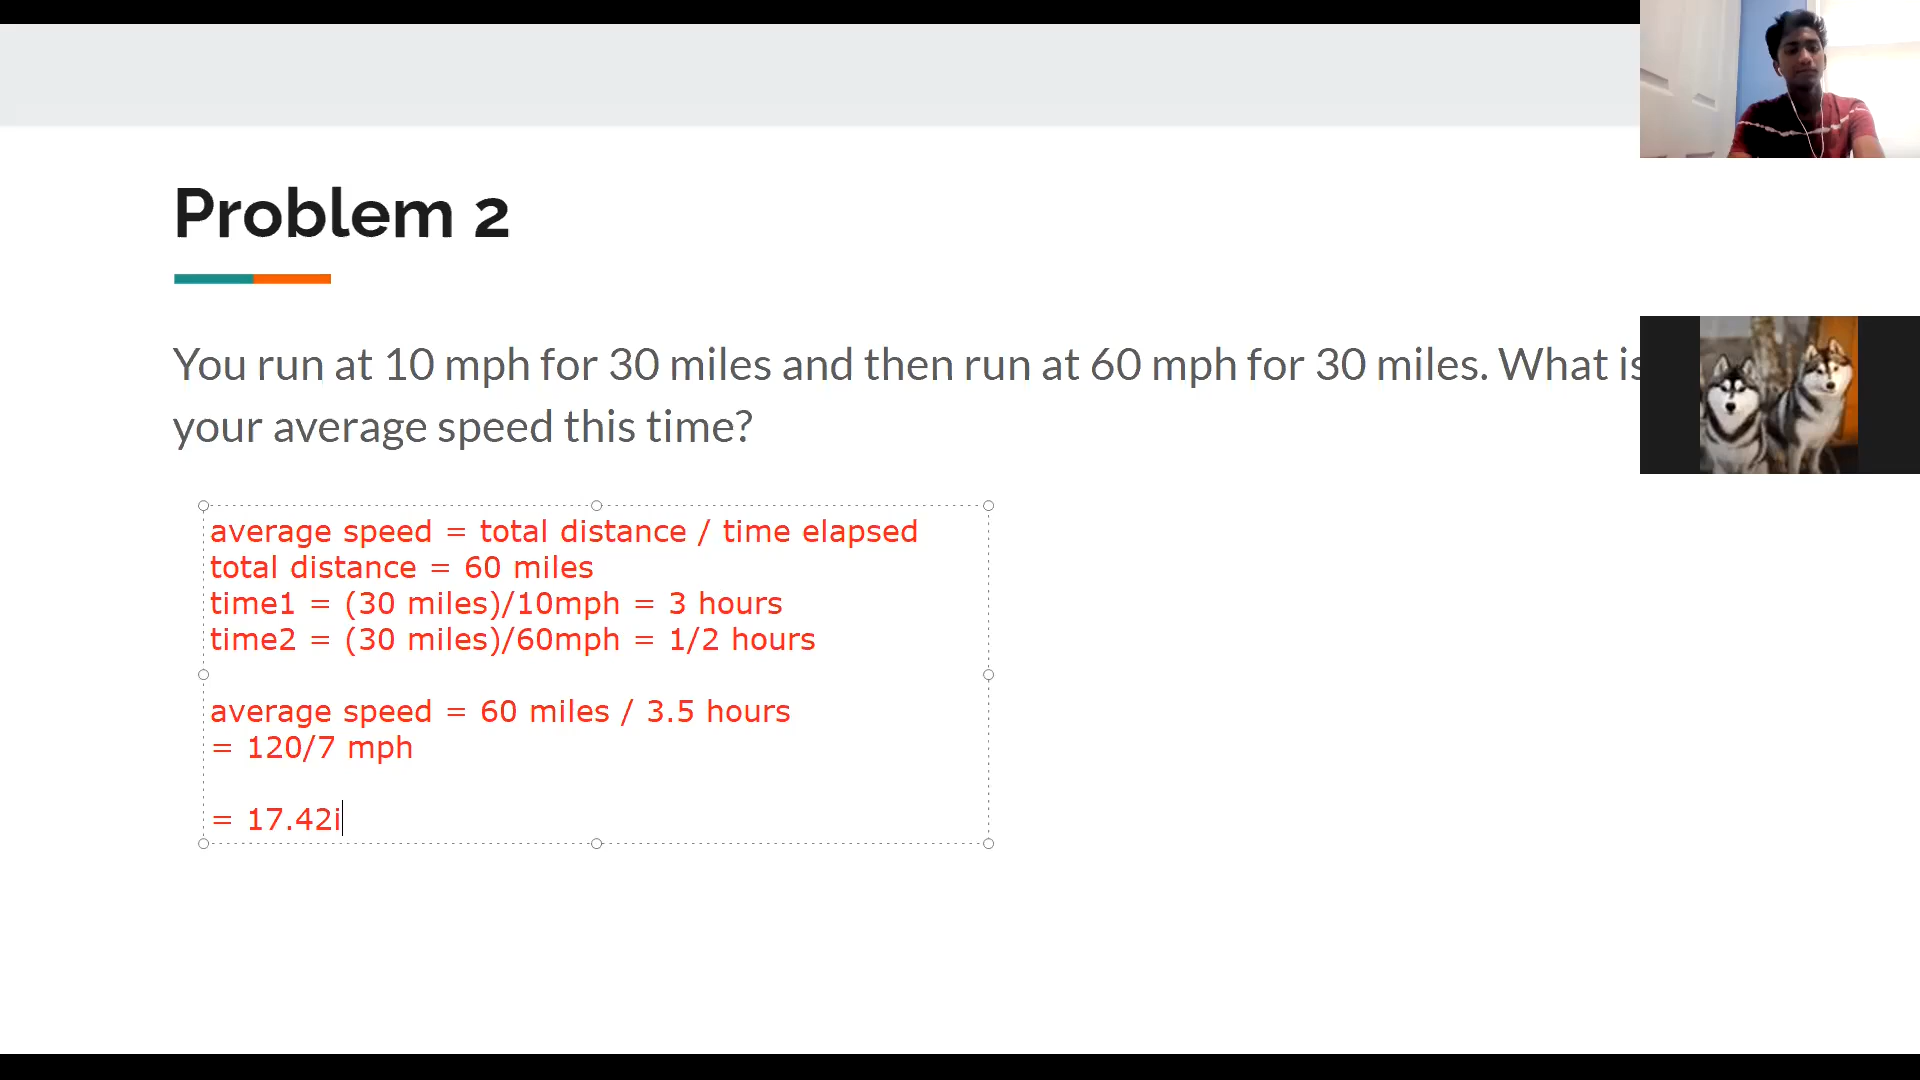 Problem 2
You run at 10 mph for 30 miles and then run at 60 mph for 30 miles. What is
your average speed this time?
average speed = total distance / time elapsed
total distance = 60 miles
time1 = (30 miles)/10mph = 3 hours
time2 = (30 miles)/60mph = 1/2 hours
average speed = 60 miles / 3.5 hours
= 120/7 mph
= 17.42i